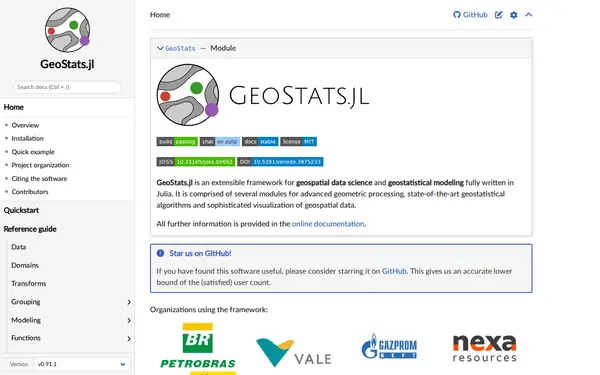 GeoStats.jl
Search docs (Ctrl + /)
Home
Overview
Installation
Quick example
Project organization
Citing the software
Contributors
Quickstart
Reference guide
Data
Domains
Transforms
Grouping
Modeling
Functions
Version
v0.91.1
Home
GitHub
GeoStats — Module
GEOSTATS.JL
build passing chat on zulip docs stable license MIT
JOSS 10.21105/joss.00692 DOI 10.5281/zenodo.3875233
GeoStats.jl is an extensible framework for geospatial data science and geostatistical modeling fully written in
Julia. It is comprised of several modules for advanced geometric processing, state-of-the-art geostatistical
algorithms and sophisticated visualization of geospatial data.
All further information is provided in the online documentation.
Star us on GitHub!
If you have found this software useful, please consider starring it on GitHub. This gives us an accurate lower
bound of the (satisfied) user count.
Organizations using the framework:
BR
PETROBRAS
VALE
GAZPROM
NEFT
nexa
resources